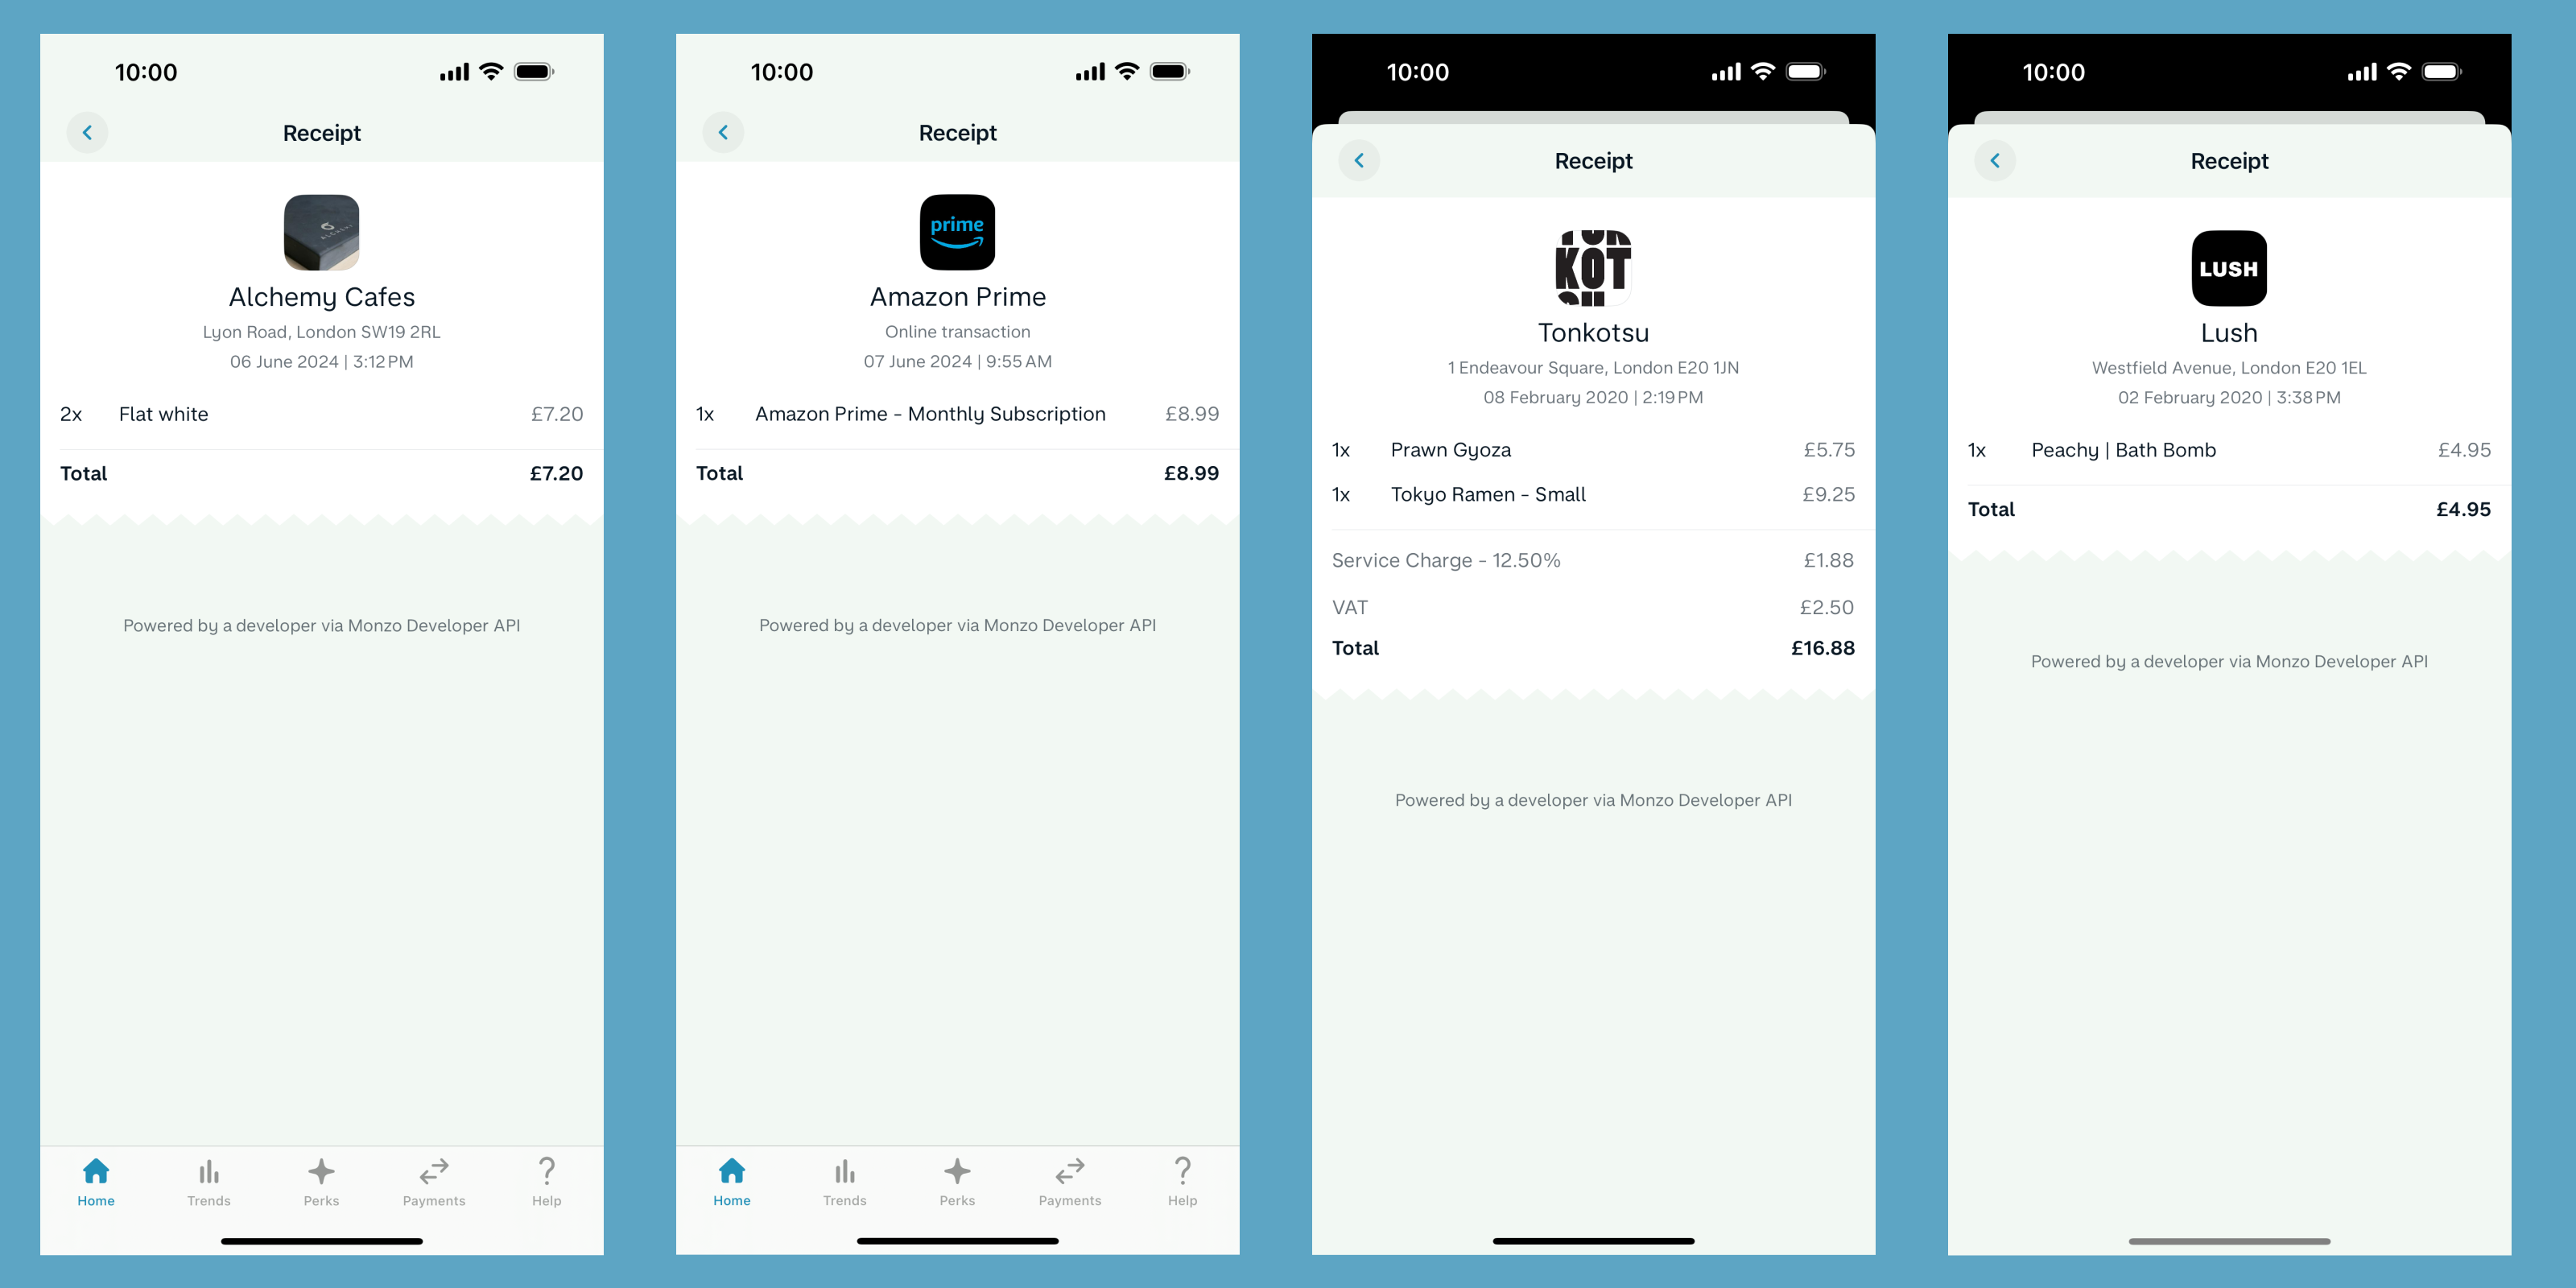 10:00
Receipt
Alchemy Cafes
Lyon Road, London SW19 2RL
06 June 2024 | 3:12 PM
2x Flat white £7.20
Total £7.20
Powered by a developer via Monzo Developer API
Home Trends Perks Payments Help
10:00
Receipt
prime
Amazon Prime
Online transaction
07 June 2024 | 9:55 AM
1x Amazon Prime - Monthly Subscription £8.99
Total £8.99
Powered by a developer via Monzo Developer API
Home Trends Perks Payments Help
10:00
Receipt
KOT
Tonkotsu
1 Endeavour Square, London E20 1JN
08 February 2020 | 2:19 PM
1x Prawn Gyoza £5.75
1x Tokyo Ramen - Small £9.25
Service Charge - 12.50% £1.88
VAT £2.50
Total £16.88
Powered by a developer via Monzo Developer API
10:00
Receipt
LUSH
Lush
Westfield Avenue, London E20 1EL
02 February 2020 | 3:38 PM
1x Peachy | Bath Bomb £4.95
Total £4.95
Powered by a developer via Monzo Developer API